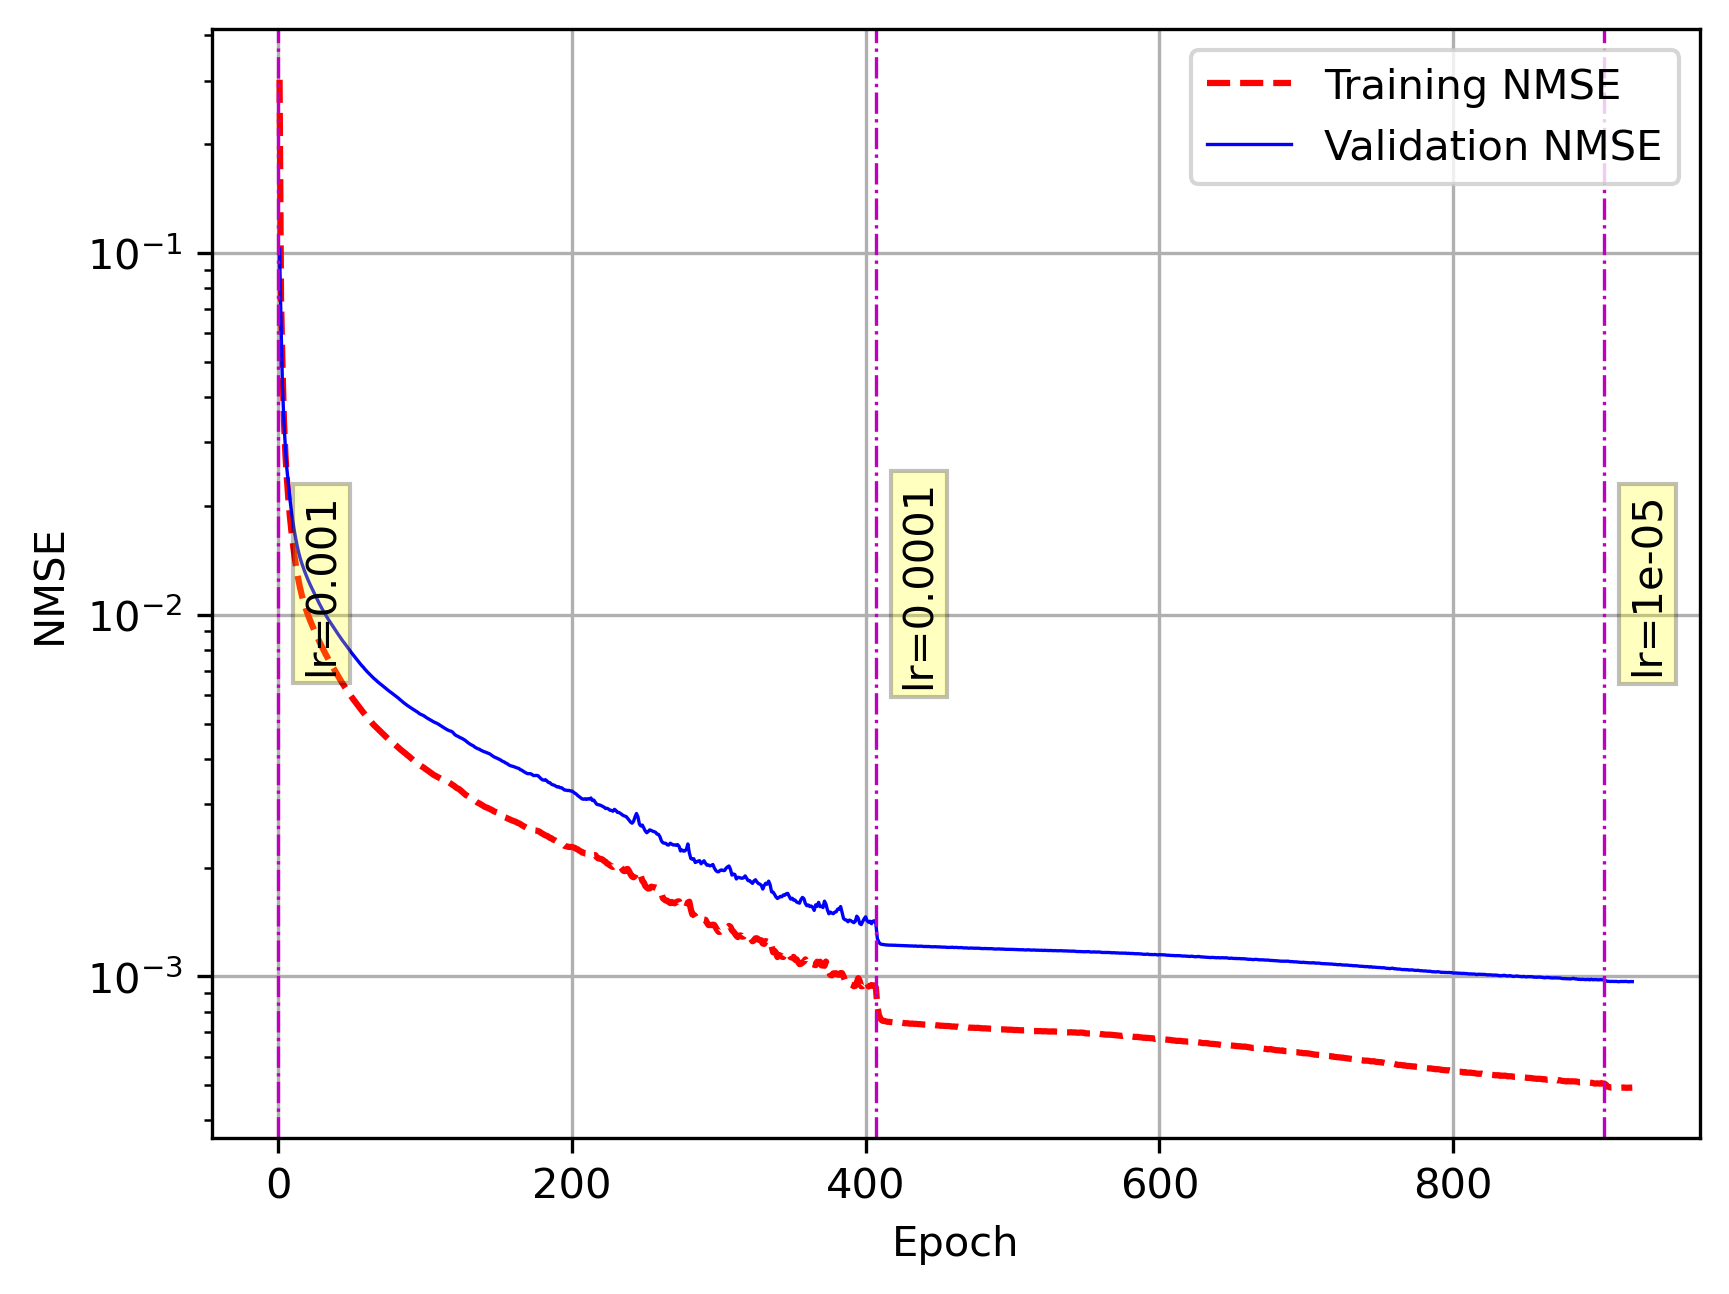 Training NMSE
Validation NMSE
NMSE
10⁻¹
10⁻²
10⁻³
lr=0.001
lr=0.0001
lr=1e-05
0 200 400 600 800
Epoch